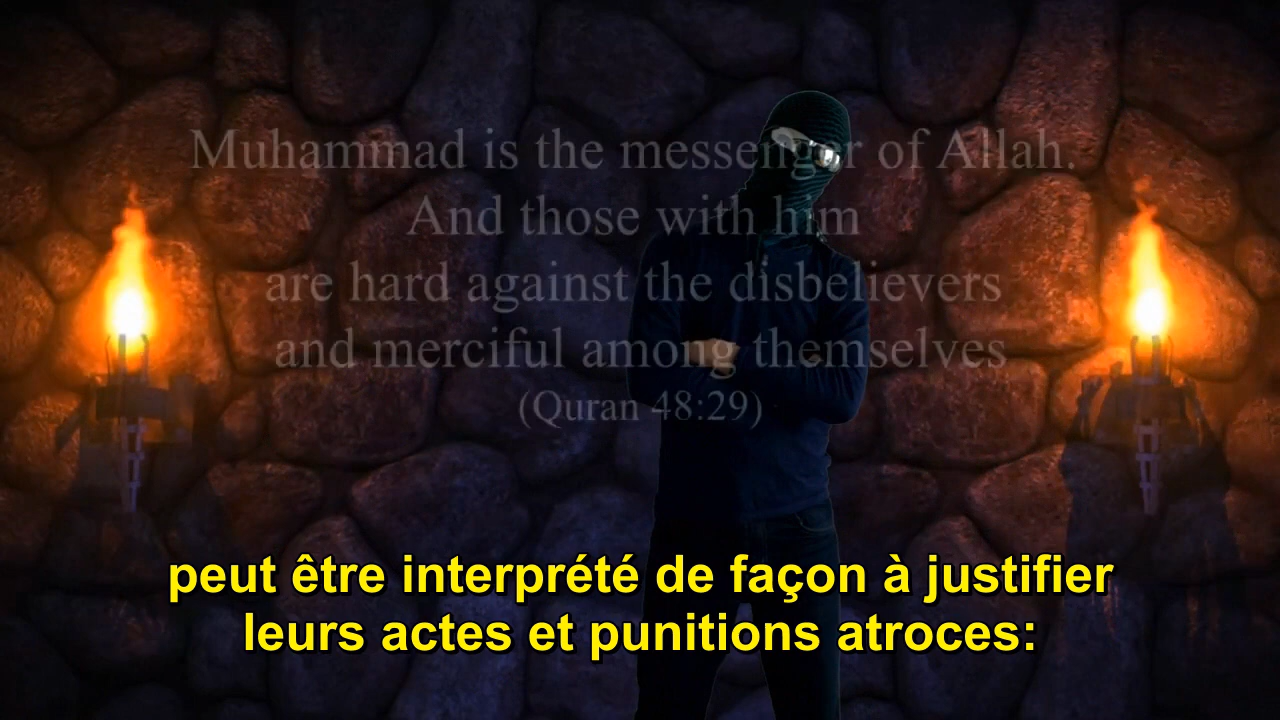 Muhammad is the messenger of Allah.
And those with him
are hard against the disbelievers
and merciful among themselves
(Quran 48:29)
peut être interprété de façon à justifier
leurs actes et punitions atroces: